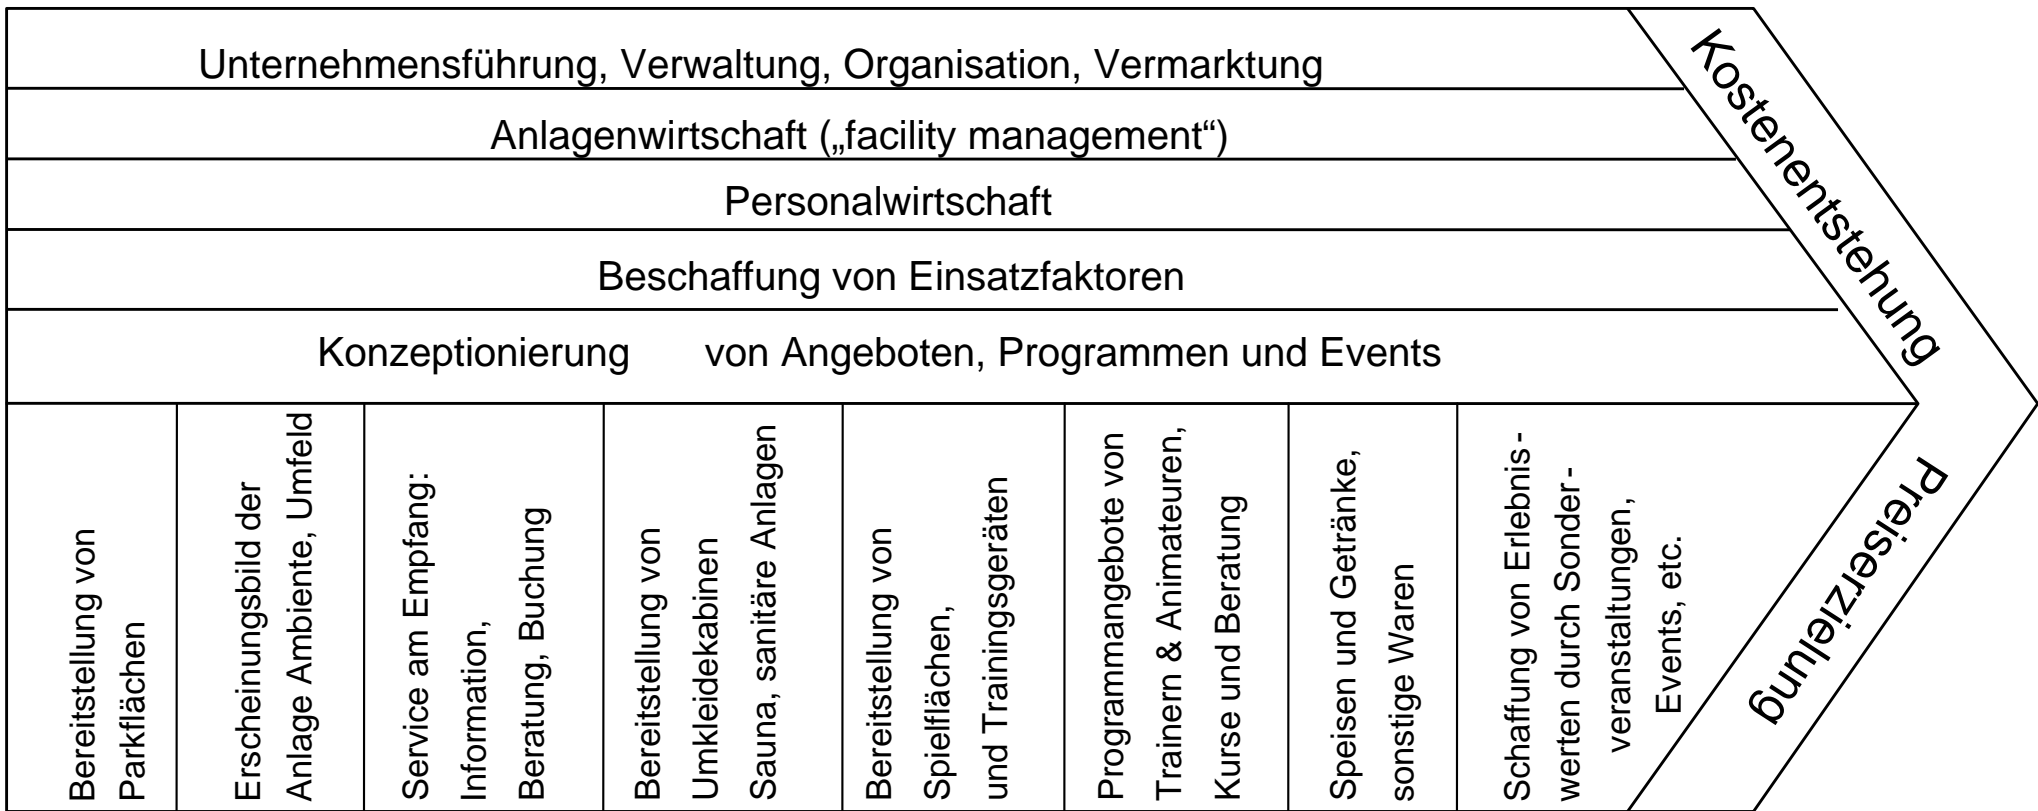 Unternehmensführung, Verwaltung, Organisation, Vermarktung
Anlagenwirtschaft („facility management“)
Personalwirtschaft
Beschaffung von Einsatzfaktoren
Konzeptionierung von Angeboten, Programmen und Events
Kostenentstehung
Bereitstellung von
Parkflächen
Erscheinungsbild der
Anlage Ambiente, Umfeld
Service am Empfang:
Information,
Beratung, Buchung
Bereitstellung von
Umkleidekabinen
Sauna, sanitäre Anlagen
Bereitstellung von
Spielflächen,
und Trainingsgeräten
Programmangebote von
Trainern & Animateuren,
Kurse und Beratung
Speisen und Getränke,
sonstige Waren
Schaffung von Erlebnis-
werten durch Sonder-
veranstaltungen,
Events, etc.
Preiserzielung